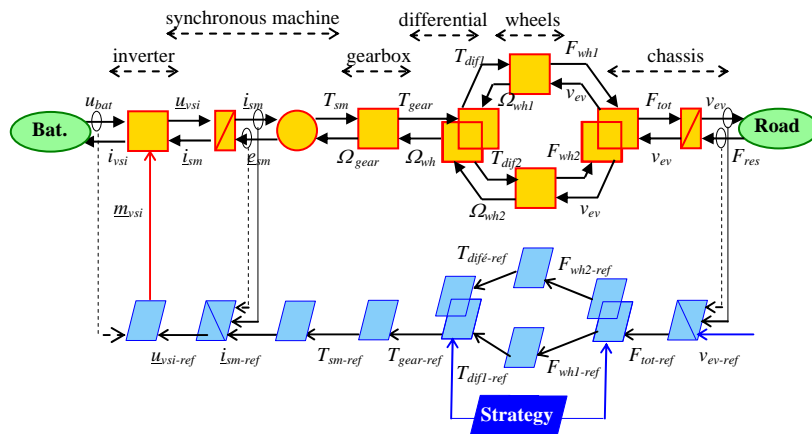 synchronous machine
differential
wheels
inverter
gearbox
chassis
T_dif1
F_wh1
u_bat
u_vsi
i_sm
T_sm
T_gear
Ω_wh1
v_ev
F_tot
v_ev
Bat.
Road
i_vsi
i_sm
e_sm
Ω_gear
Ω_wh
T_dif2
F_wh2
v_ev
F_res
Ω_wh2
v_ev
m_vsi
T_difé-ref
F_wh2-ref
u_vsi-ref
i_sm-ref
T_sm-ref
T_gear-ref
T_dif1-ref
F_wh1-ref
F_tot-ref
v_ev-ref
Strategy